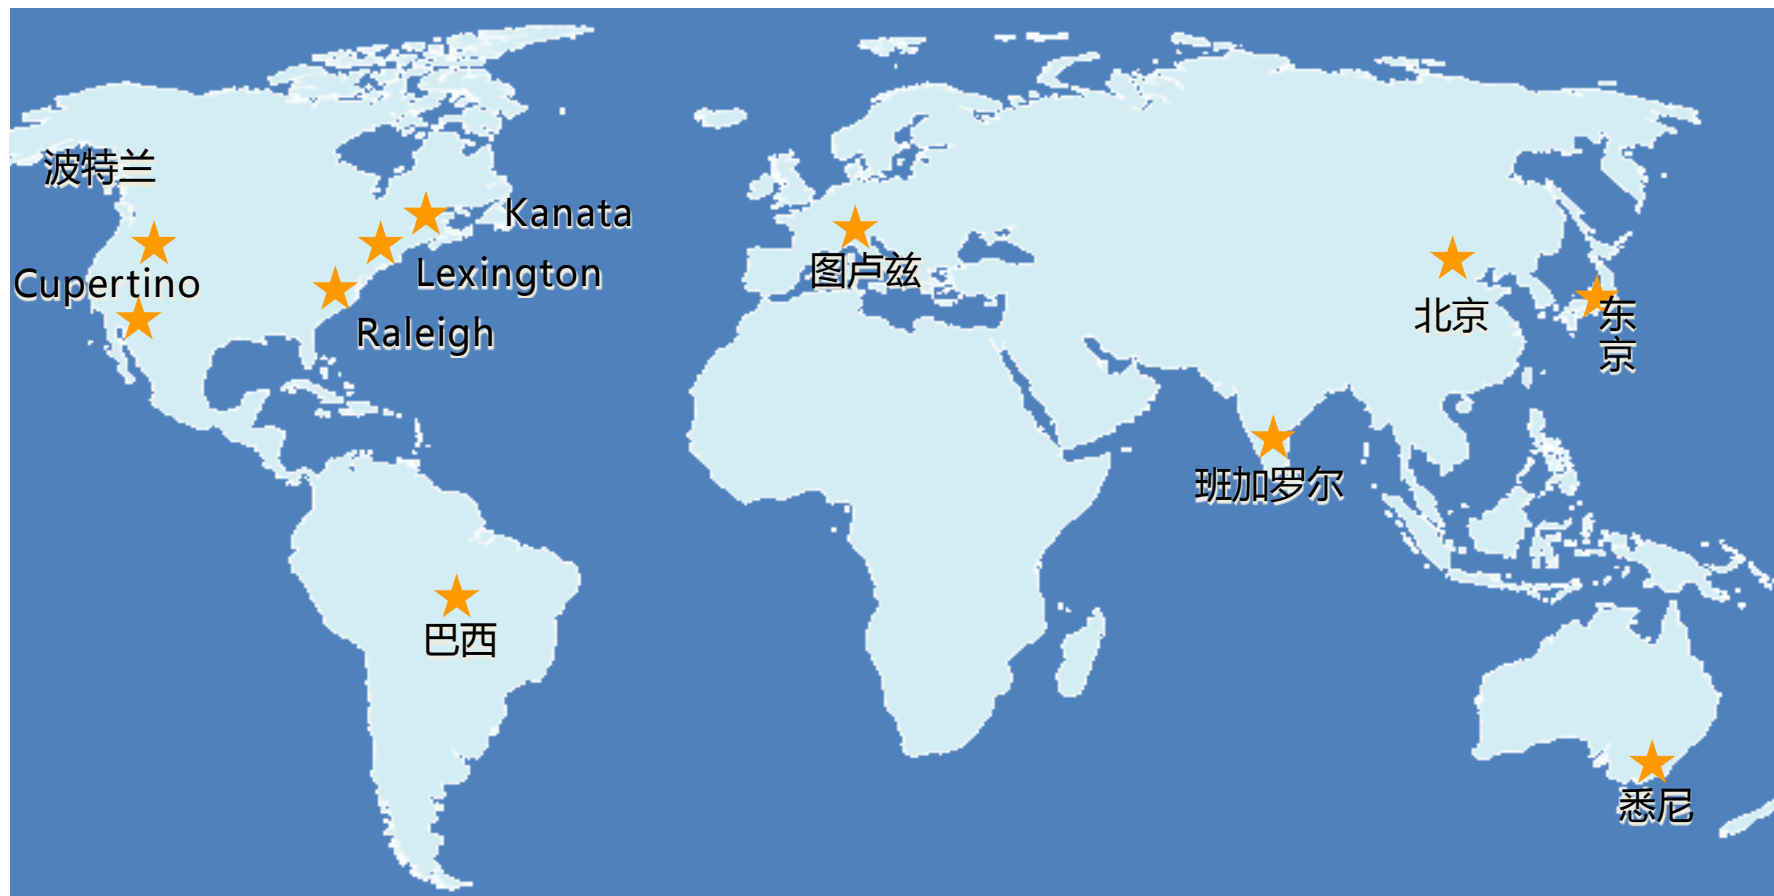 波特兰
Kanata
Lexington
图卢兹
Cupertino
北京
东
京
Raleigh
班加罗尔
巴西
悉尼